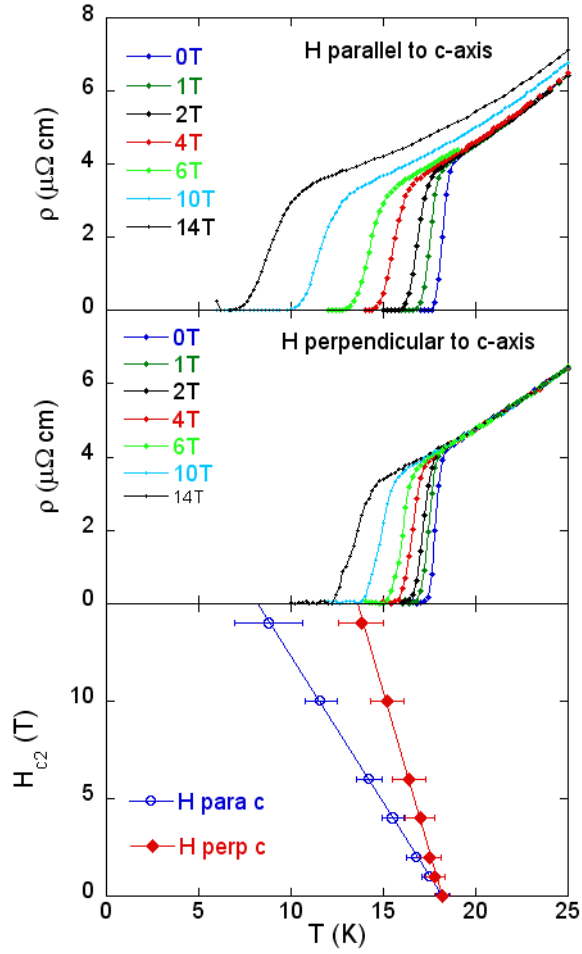 8
6
4
2
0
ρ (μΩ cm)
H parallel to c-axis
0T
1T
2T
4T
6T
10T
14T
6
4
2
0
ρ (μΩ cm)
H perpendicular to c-axis
0T
1T
2T
4T
6T
10T
14T
10
5
0
H_c2 (T)
H para c
H perp c
0 5 10 15 20 25
T (K)